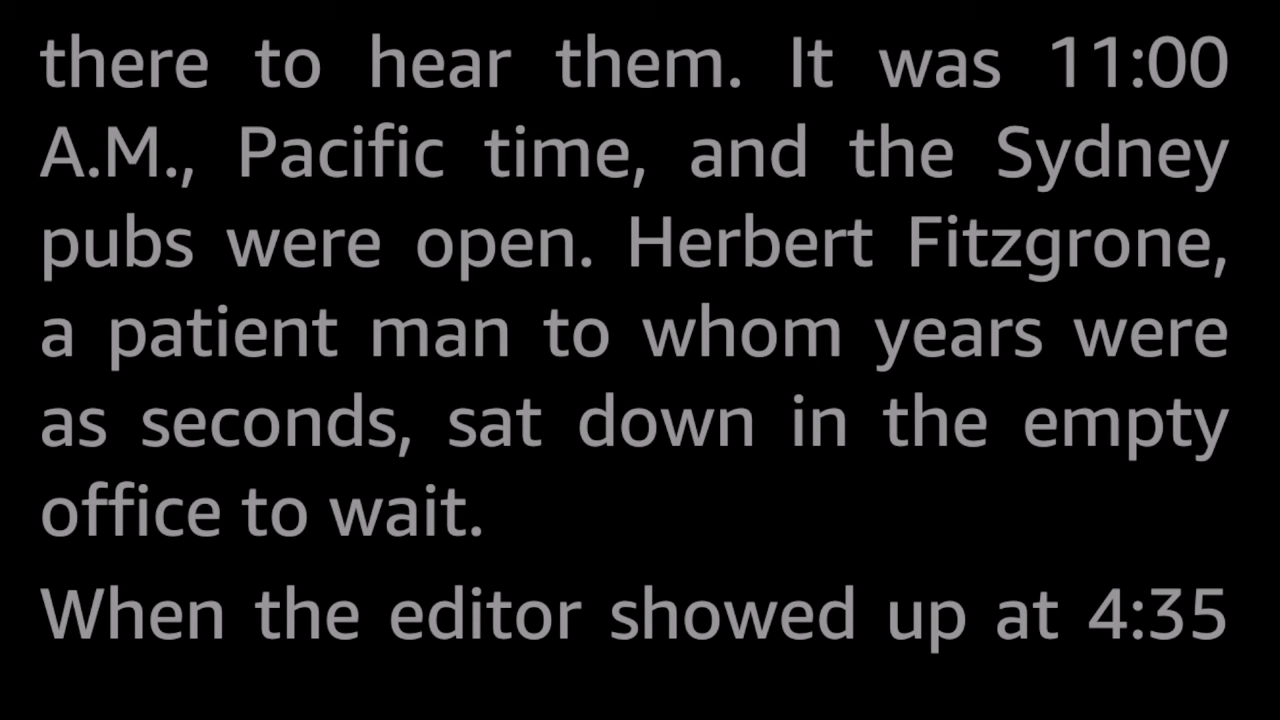 there to hear them. It was 11:00
A.M., Pacific time, and the Sydney
pubs were open. Herbert Fitzgrone,
a patient man to whom years were
as seconds, sat down in the empty
office to wait.
When the editor showed up at 4:35